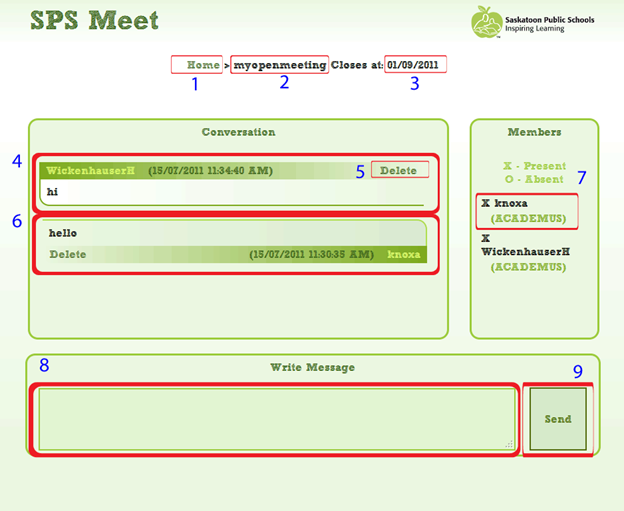 SPS Meet
Saskatoon Public Schools
Inspiring Learning
Home > myopenmeeting Closes at: 01/09/2011
1
2
3
Conversation
Members
4
WickenhauserH (15/07/2011 11:34:40 AM)
5
Delete
hi
6
hello
Delete (15/07/2011 11:30:35 AM) knoxa
X - Present
O - Absent
7
X knoxa
(ACADEMUS)
X
WickenhauserH
(ACADEMUS)
8
Write Message
9
Send